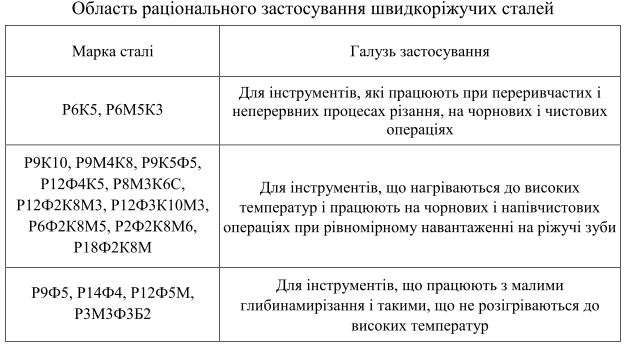 Область раціонального застосування швидкоріжучих сталей
Марка сталі
Галузь застосування
Р6К5, Р6М5К3
Для інструментів, які працюють при переривчастих і
неперервних процесах різання, на чорнових і чистових
операціях
Р9К10, Р9М4К8, Р9К5Ф5,
Р12Ф4К5, Р8М3К6С,
Р12Ф2К8М3, Р12Ф3К10М3,
Р6Ф2К8М5, Р2Ф2К8М6,
Р18Ф2К8М
Для інструментів, що нагріваються до високих
температур і працюють на чорнових і напівчистових
операціях при рівномірному навантаженні на ріжучі зуби
Р9Ф5, Р14Ф4, Р12Ф5М,
Р3М3Ф3Б2
Для інструментів, що працюють з малими
глибинамирізання і такими, що не розігріваються до
високих температур